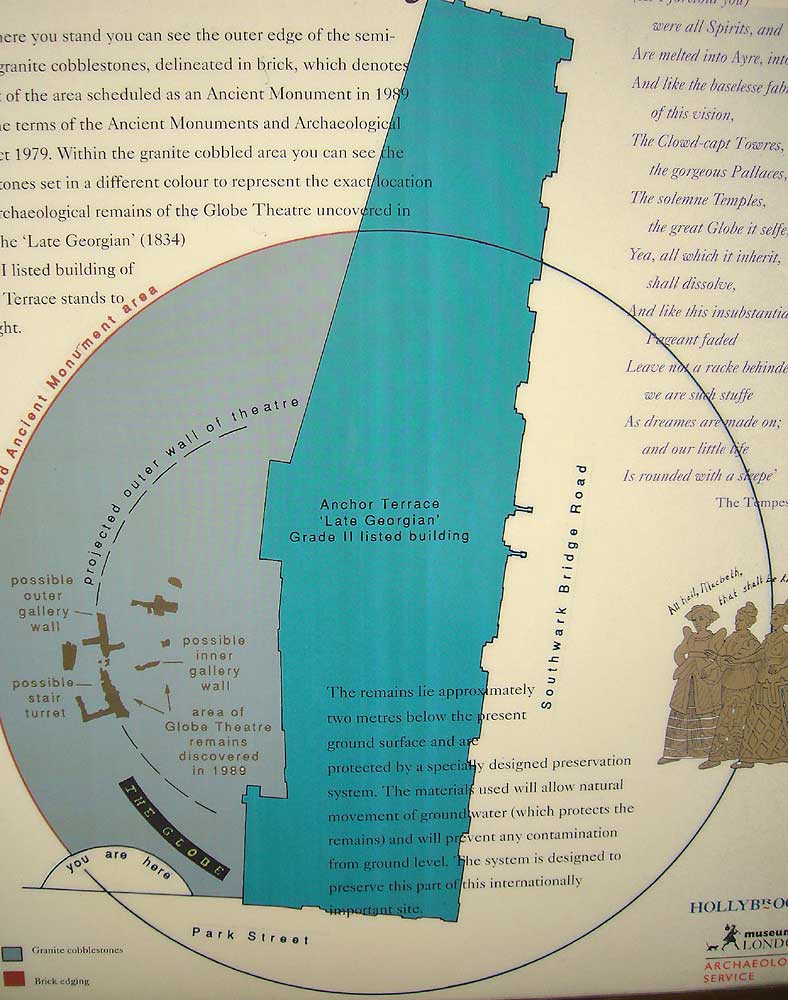 here you stand you can see the outer edge of the semi-
granite cobblestones, delineated in brick, which denotes
of the area scheduled as an Ancient Monument in 1989
terms of the Ancient Monuments and Archaeological
1979. Within the granite cobbled area you can see the
tones set in a different colour to represent the exact location
rchaeological remains of the Globe Theatre uncovered in
he 'Late Georgian' (1834)
I listed building of
Terrace stands to
ght.
were all Spirits, and
Are melted into Ayre, into
And like the baselesse fab
of this vision,
The Clowd-capt Towres,
the gorgeous Pallaces,
The solemne Temples,
the great Globe it selfe,
Yea, all which it inherit,
shall dissolve,
And like this insubstantia
Pageant faded
Leave not a racke behinde
we are such stuffe
As dreames are made on;
and our little life
Is rounded with a sleepe'
The Tempes
ed Ancient Monument area
projected outer wall of theatre
Anchor Terrace
'Late Georgian'
Grade II listed building
Southwark Bridge Road
possible
outer
gallery
wall
possible
inner
gallery
wall
possible
stair
turret
area of
Globe Theatre
remains
discovered
in 1989
All hail, Macbeth,
that shalt be
The remains lie approximately
two metres below the present
ground surface and are
protected by a specially designed preservation
system. The materials used will allow natural
movement of groundwater (which protects the
remains) and will prevent any contamination
from ground level. The system is designed to
preserve this part of this internationally
important site.
THE GLOBE
you are here
Park Street
Granite cobblestones
Brick edging
HOLLYBROO
museum
LONDO
ARCHAEOLO
SERVICE